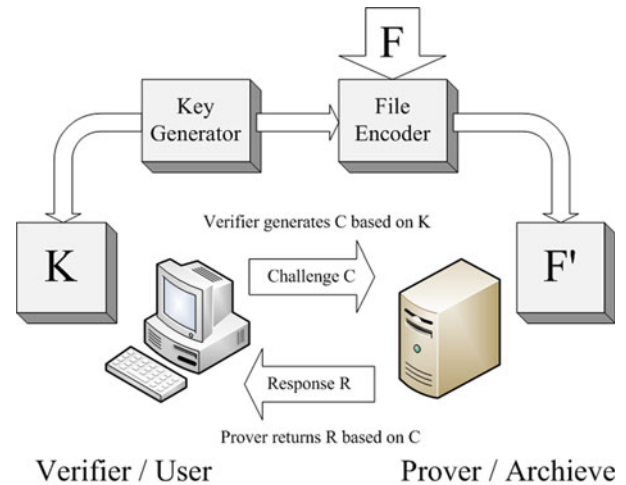 F
Key
Generator
File
Encoder
K
Verifier generates C based on K
Challenge C
F'
Response R
Prover returns R based on C
Verifier / User
Prover / Archieve